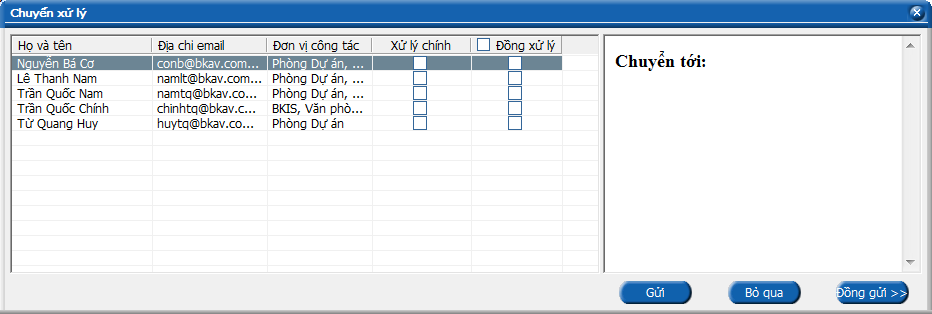 Chuyển xử lý
Họ và tên Địa chỉ email Đơn vị công tác Xử lý chính Đồng xử lý
Nguyễn Bá Cơ conb@bkav.com... Phòng Dự án, ...
Lê Thanh Nam namlt@bkav.com... Phòng Dự án, ...
Trần Quốc Nam namtq@bkav.com... Phòng Dự án, ...
Trần Quốc Chính chinhtq@bkav.c... BKIS, Văn phò...
Từ Quang Huy huytq@bkav.co... Phòng Dự án
Chuyển tới:
Gửi Bỏ qua Đồng gửi >>